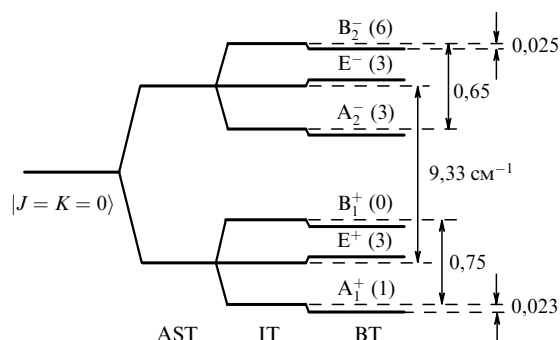 B₂⁻ (6)
0,025
E⁻ (3)
0,65
A₂⁻ (3)
|J = K = 0⟩
9,33 см⁻¹
B₁⁺ (0)
E⁺ (3)
0,75
A₁⁺ (1)
0,023
AST IT BT